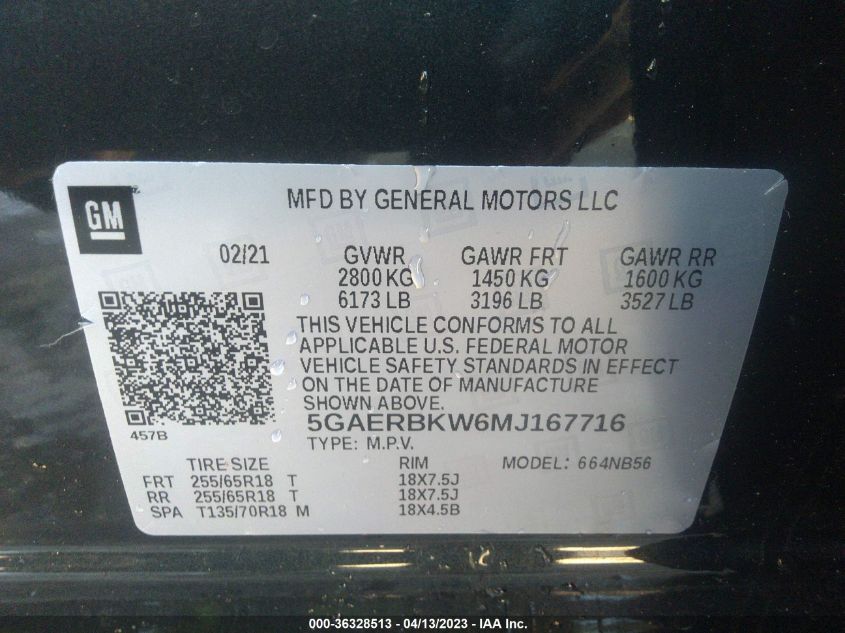 GM
MFD BY GENERAL MOTORS LLC
02/21 GVWR GAWR FRT GAWR RR
2800 KG 1450 KG 1600 KG
6173 LB 3196 LB 3527 LB
THIS VEHICLE CONFORMS TO ALL
APPLICABLE U.S. FEDERAL MOTOR
VEHICLE SAFETY STANDARDS IN EFFECT
ON THE DATE OF MANUFACTURE
SHOWN ABOVE.
457B
5GAERBKW6MJ167716
TYPE: M.P.V.
TIRE SIZE RIM MODEL: 664NB56
FRT 255/65R18 T 18X7.5J
RR 255/65R18 T 18X7.5J
SPA T135/70R18 M 18X4.5B
000-36328513 - 04/13/2023 - IAA Inc.